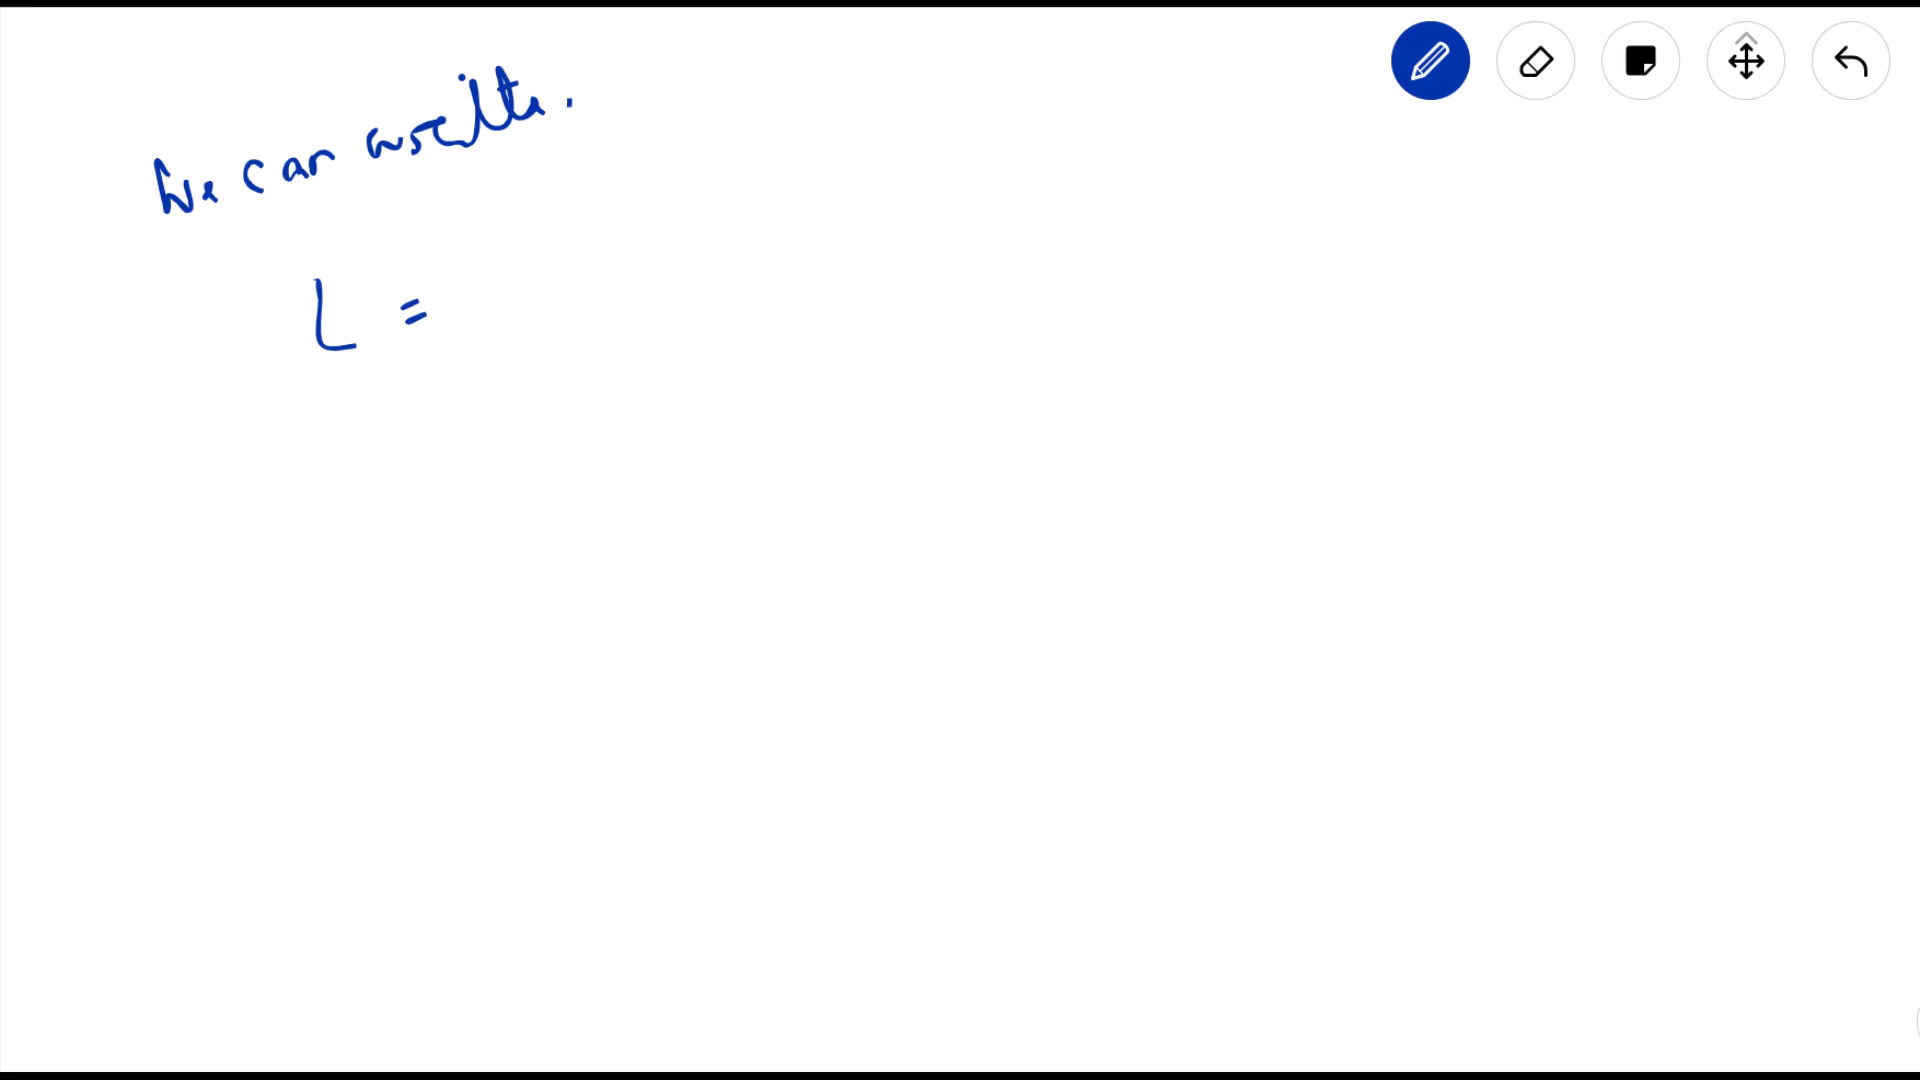 We can write.
L =